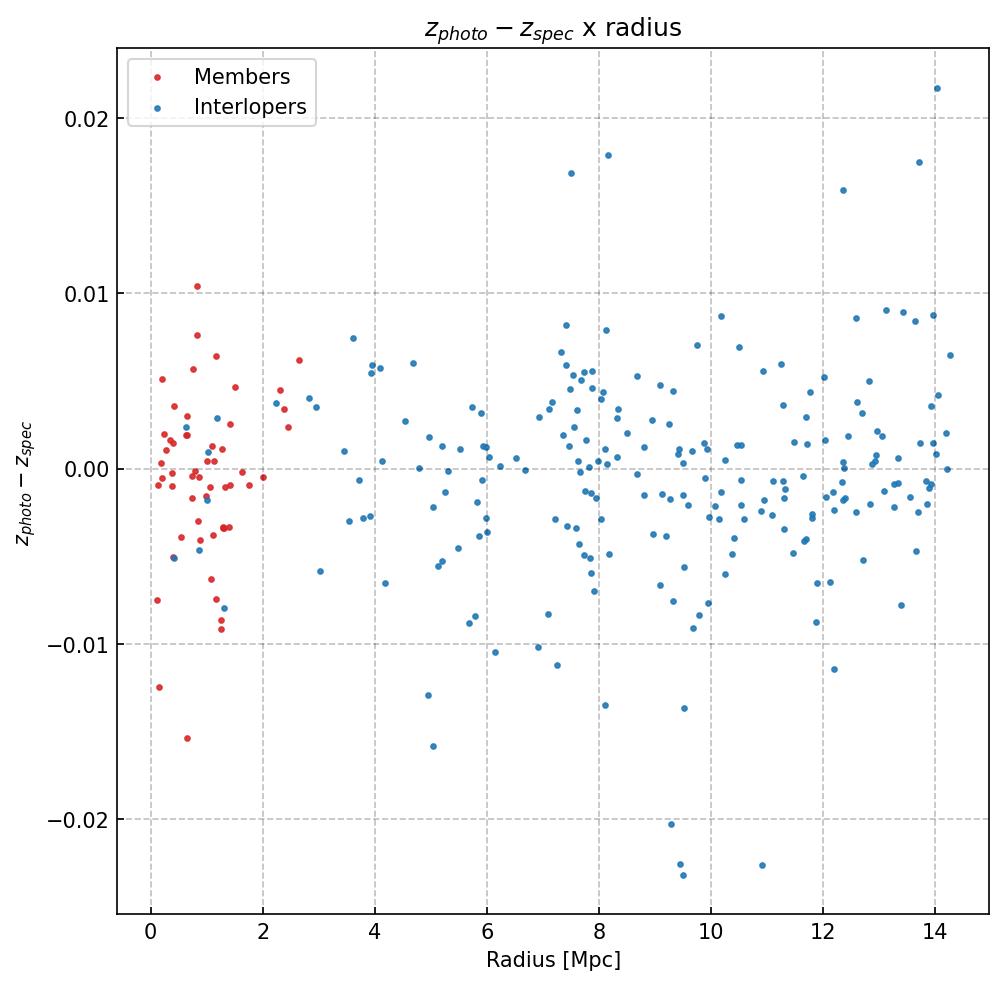 z_photo − z_spec x radius
Members
Interlopers
0.02
0.01
0.00
−0.01
−0.02
z_photo − z_spec
0 2 4 6 8 10 12 14
Radius [Mpc]